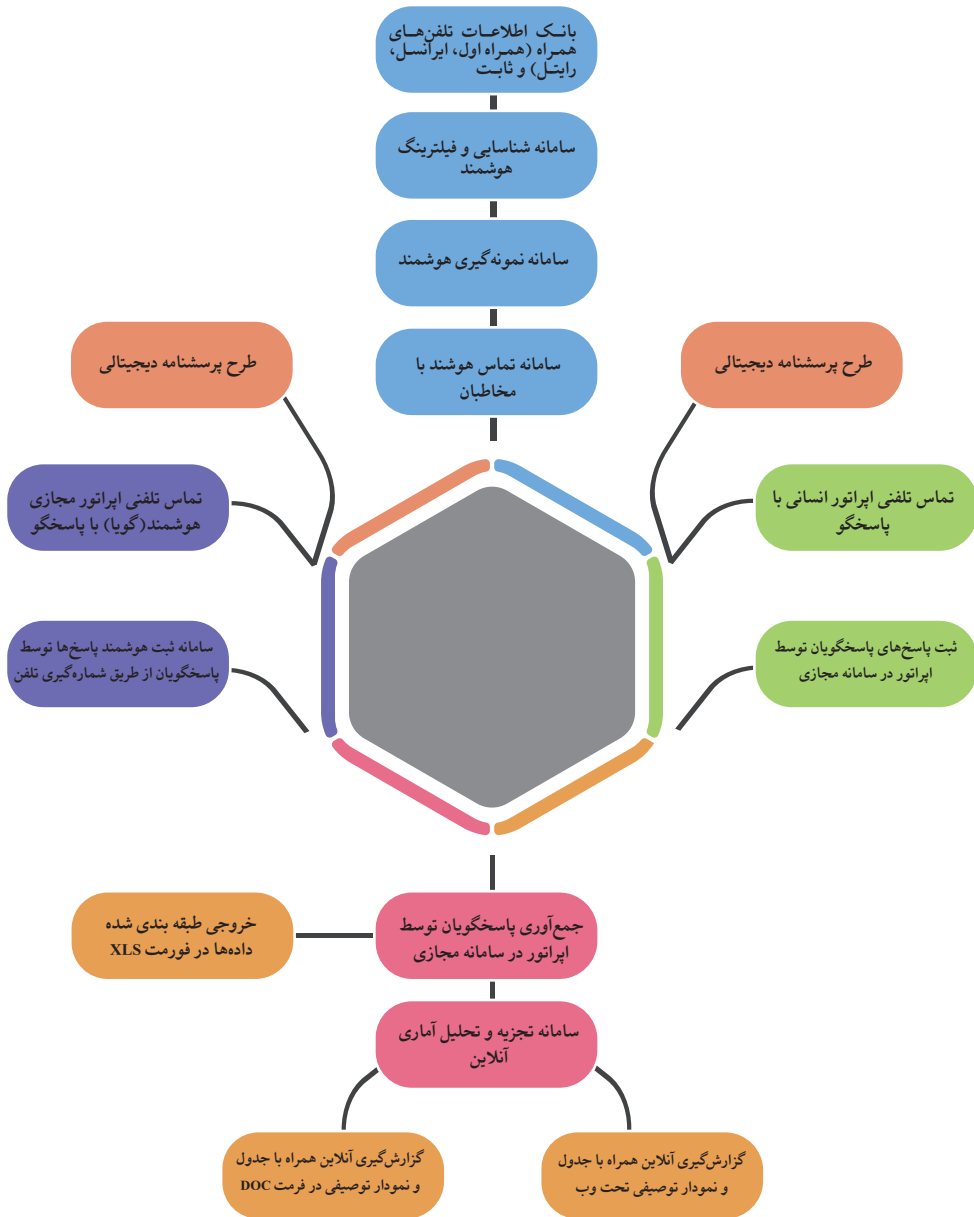 بانک اطلاعات تلفن‌های
همراه (همراه اول، ایرانسل،
رایتل) و ثابت
سامانه شناسایی و فیلترینگ
هوشمند
سامانه نمونه‌گیری هوشمند
سامانه تماس هوشند با
مخاطبان
طرح پرسشنامه دیجیتالی
طرح پرسشنامه دیجیتالی
تماس تلفنی اپراتور انسانی با
پاسخگو
تماس تلفنی اپراتور مجازی
هوشمند(گویا) با پاسخگو
ثبت پاسخ‌های پاسخگویان توسط
اپراتور در سامانه مجازی
سامانه ثبت هوشمند پاسخ‌ها توسط
پاسخگویان از طریق شماره‌گیری تلفن
جمع‌آوری پاسخگویان توسط
اپراتور در سامانه مجازی
خروجی طبقه بندی شده
داده‌ها در فورمت XLS
سامانه تجزیه و تحلیل آماری
آنلاین
گزارش‌گیری آنلاین همراه با جدول
و نمودار توصیفی تحت وب
گزارش‌گیری آنلاین همراه با جدول
و نمودار توصیفی در فرمت DOC